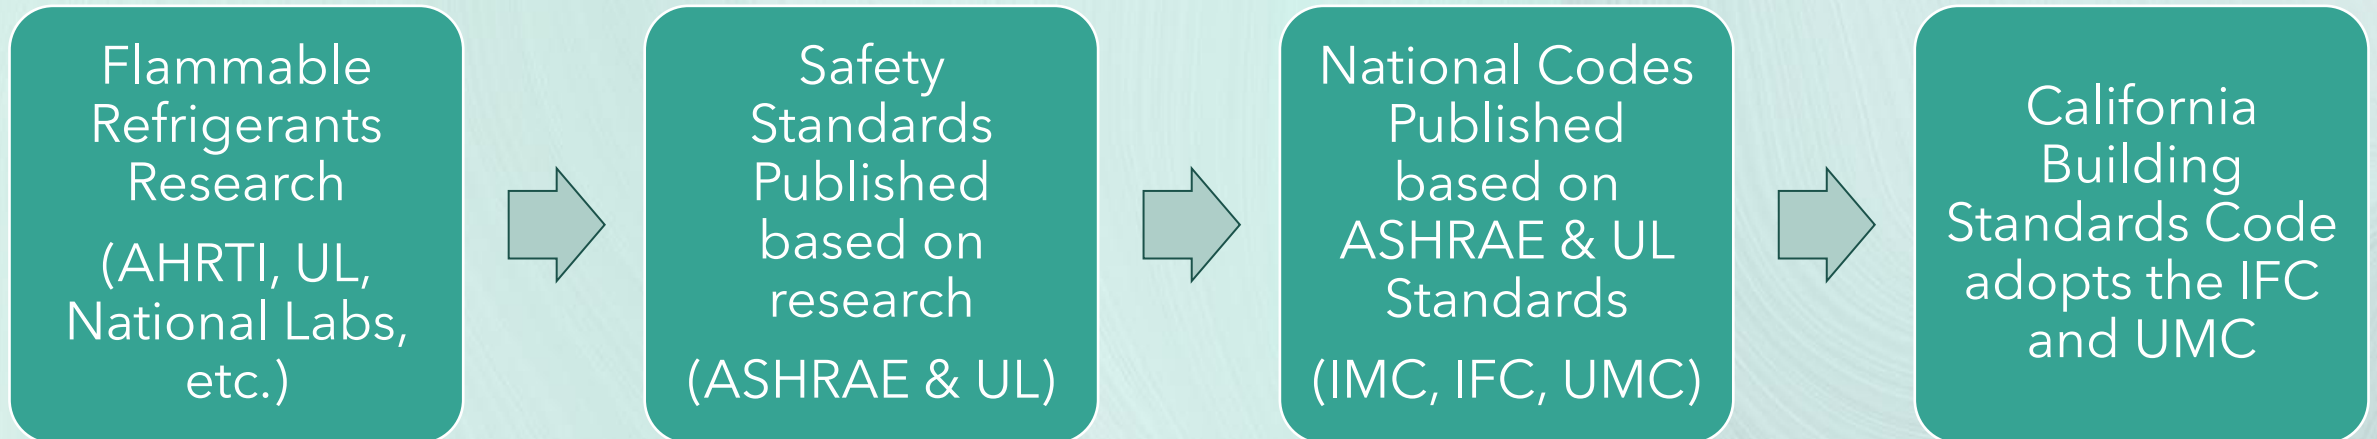 Flammable
Refrigerants
Research
(AHRTI, UL,
National Labs,
etc.)
Safety
Standards
Published
based on
research
(ASHRAE & UL)
National Codes
Published
based on
ASHRAE & UL
Standards
(IMC, IFC, UMC)
California
Building
Standards Code
adopts the IFC
and UMC